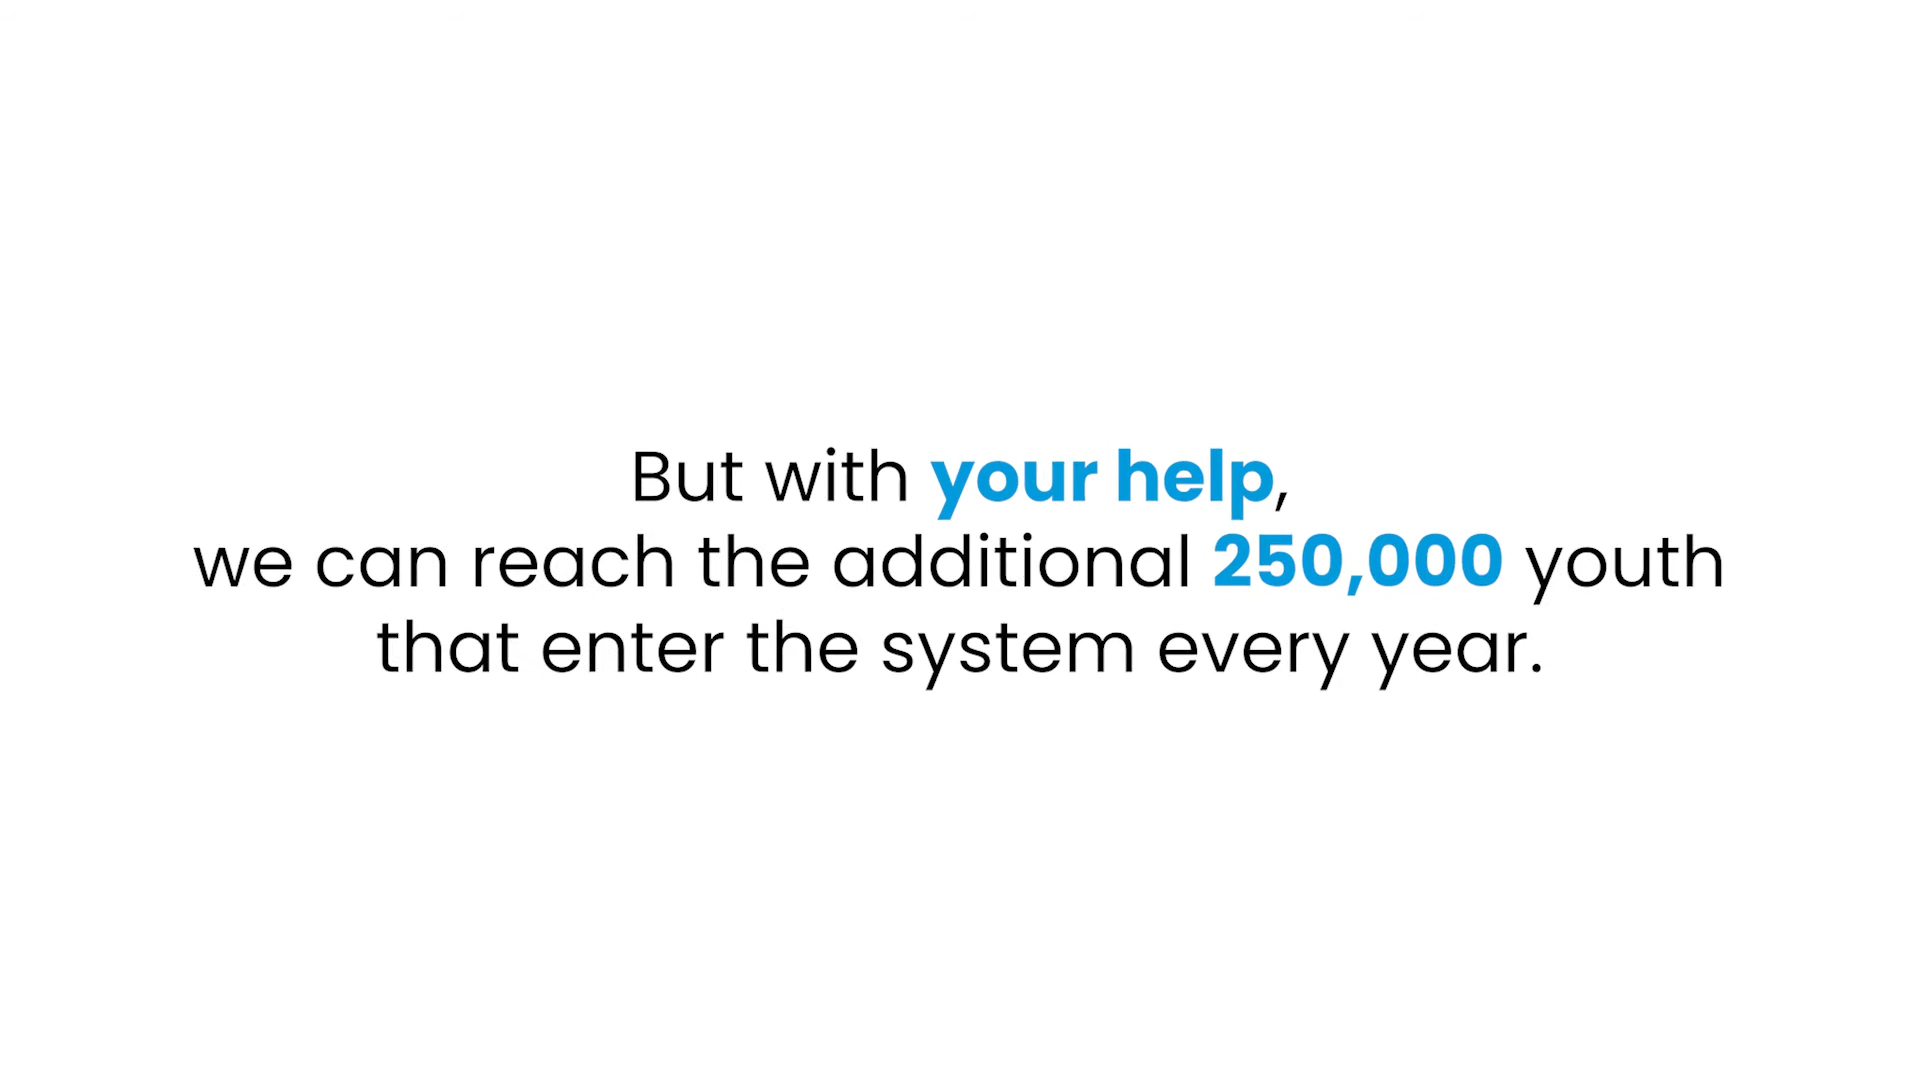 But with your help,
we can reach the additional 250,000 youth
that enter the system every year.